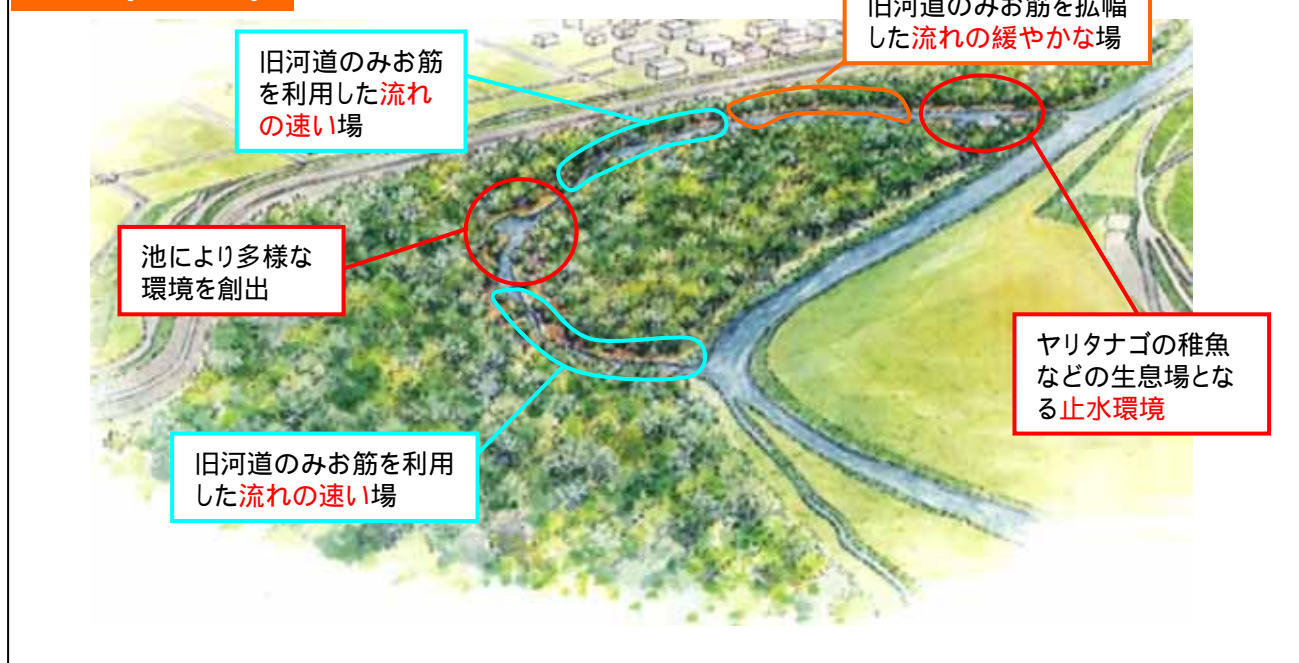 旧河道のみお筋を拡幅
した流れの緩やかな場
旧河道のみお筋
を利用した流れ
の速い場
池により多様な
環境を創出
ヤリタナゴの稚魚
などの生息場とな
る止水環境
旧河道のみお筋を利用
した流れの速い場